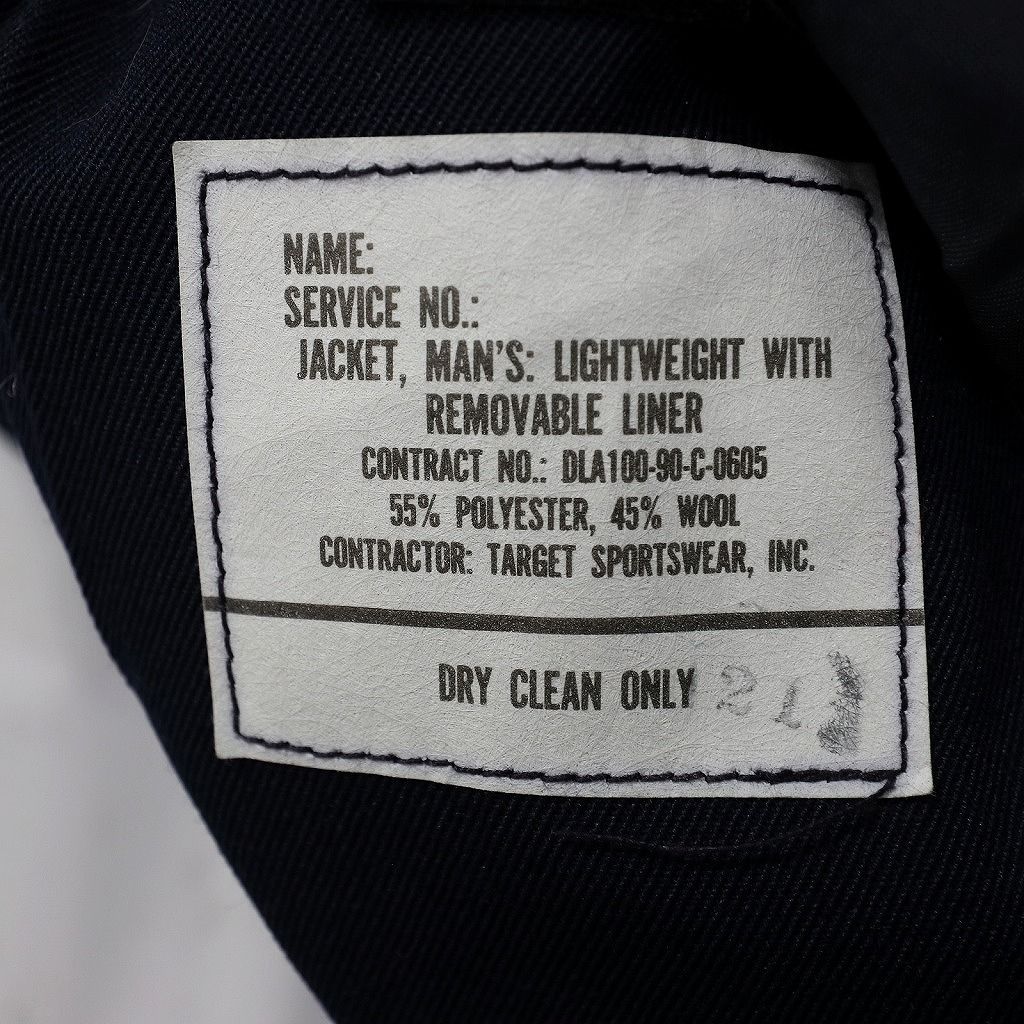 NAME:
SERVICE NO.:
JACKET, MAN'S: LIGHTWEIGHT WITH
REMOVABLE LINER
CONTRACT NO.: DLA100-90-C-0605
55% POLYESTER, 45% WOOL
CONTRACTOR: TARGET SPORTSWEAR, INC.
DRY CLEAN ONLY